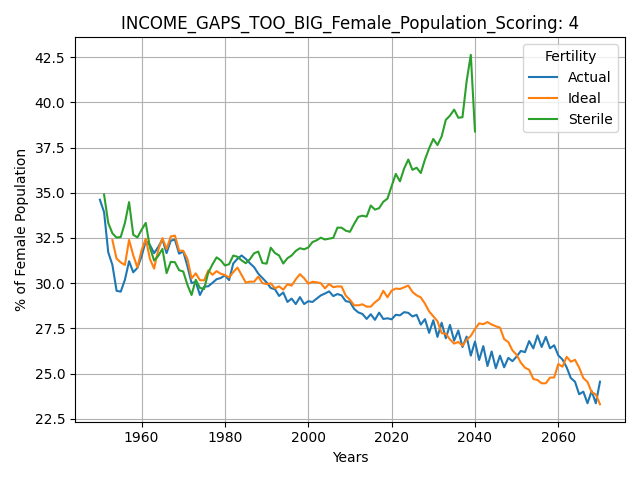 INCOME_GAPS_TOO_BIG_Female_Population_Scoring: 4
Fertility
Actual
Ideal
Sterile
% of Female Population
42.5
40.0
37.5
35.0
32.5
30.0
27.5
25.0
22.5
1960 1980 2000 2020 2040 2060
Years